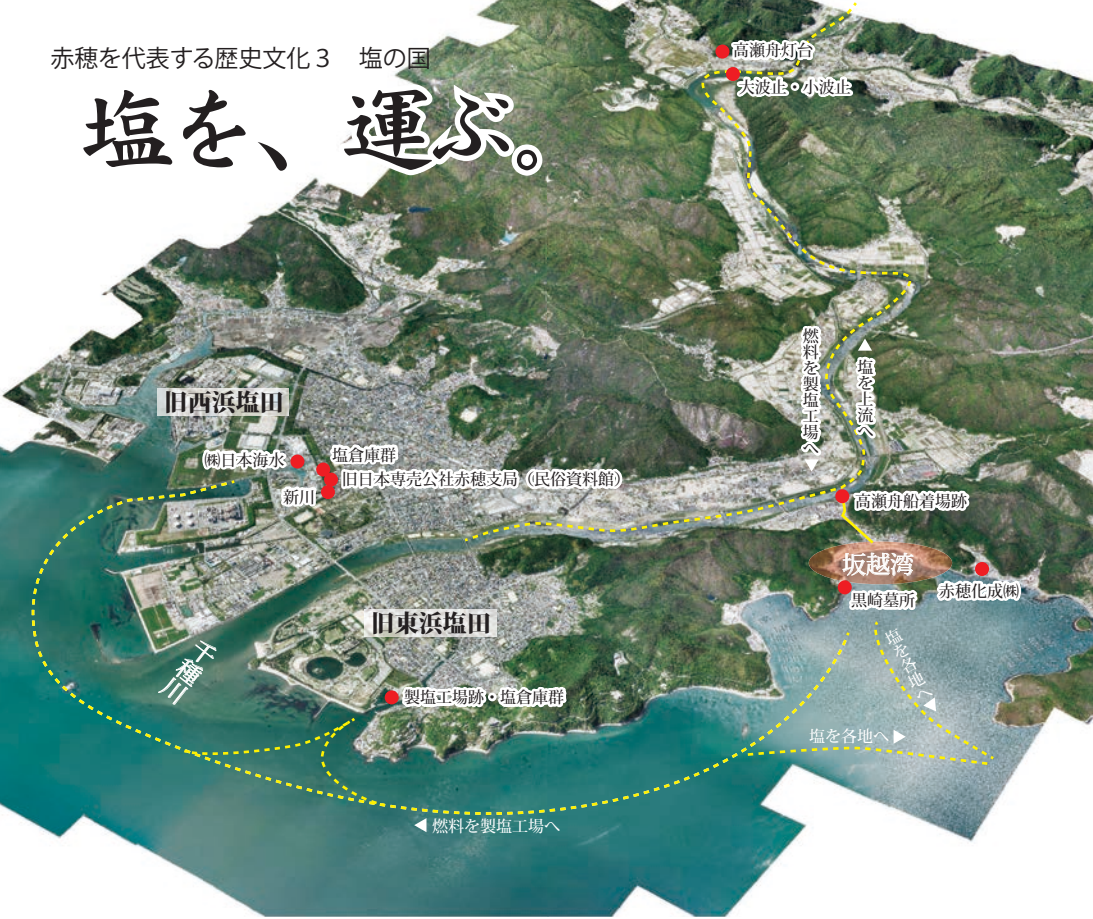 赤穂を代表する歴史文化3　塩の国
塩を、運ぶ。
高瀬舟灯台
大波止・小波止
燃料を製塩工場へ▼
▲塩を上流へ
旧西浜塩田
㈱日本海水
塩倉庫群
旧日本専売公社赤穂支局（民俗資料館）
新川
高瀬舟船着場跡
坂越湾
赤穂化成㈱
黒崎墓所
旧東浜塩田
千種川
塩を各地へ▼
製塩工場跡・塩倉庫群
塩を各地へ▶
◀燃料を製塩工場へ